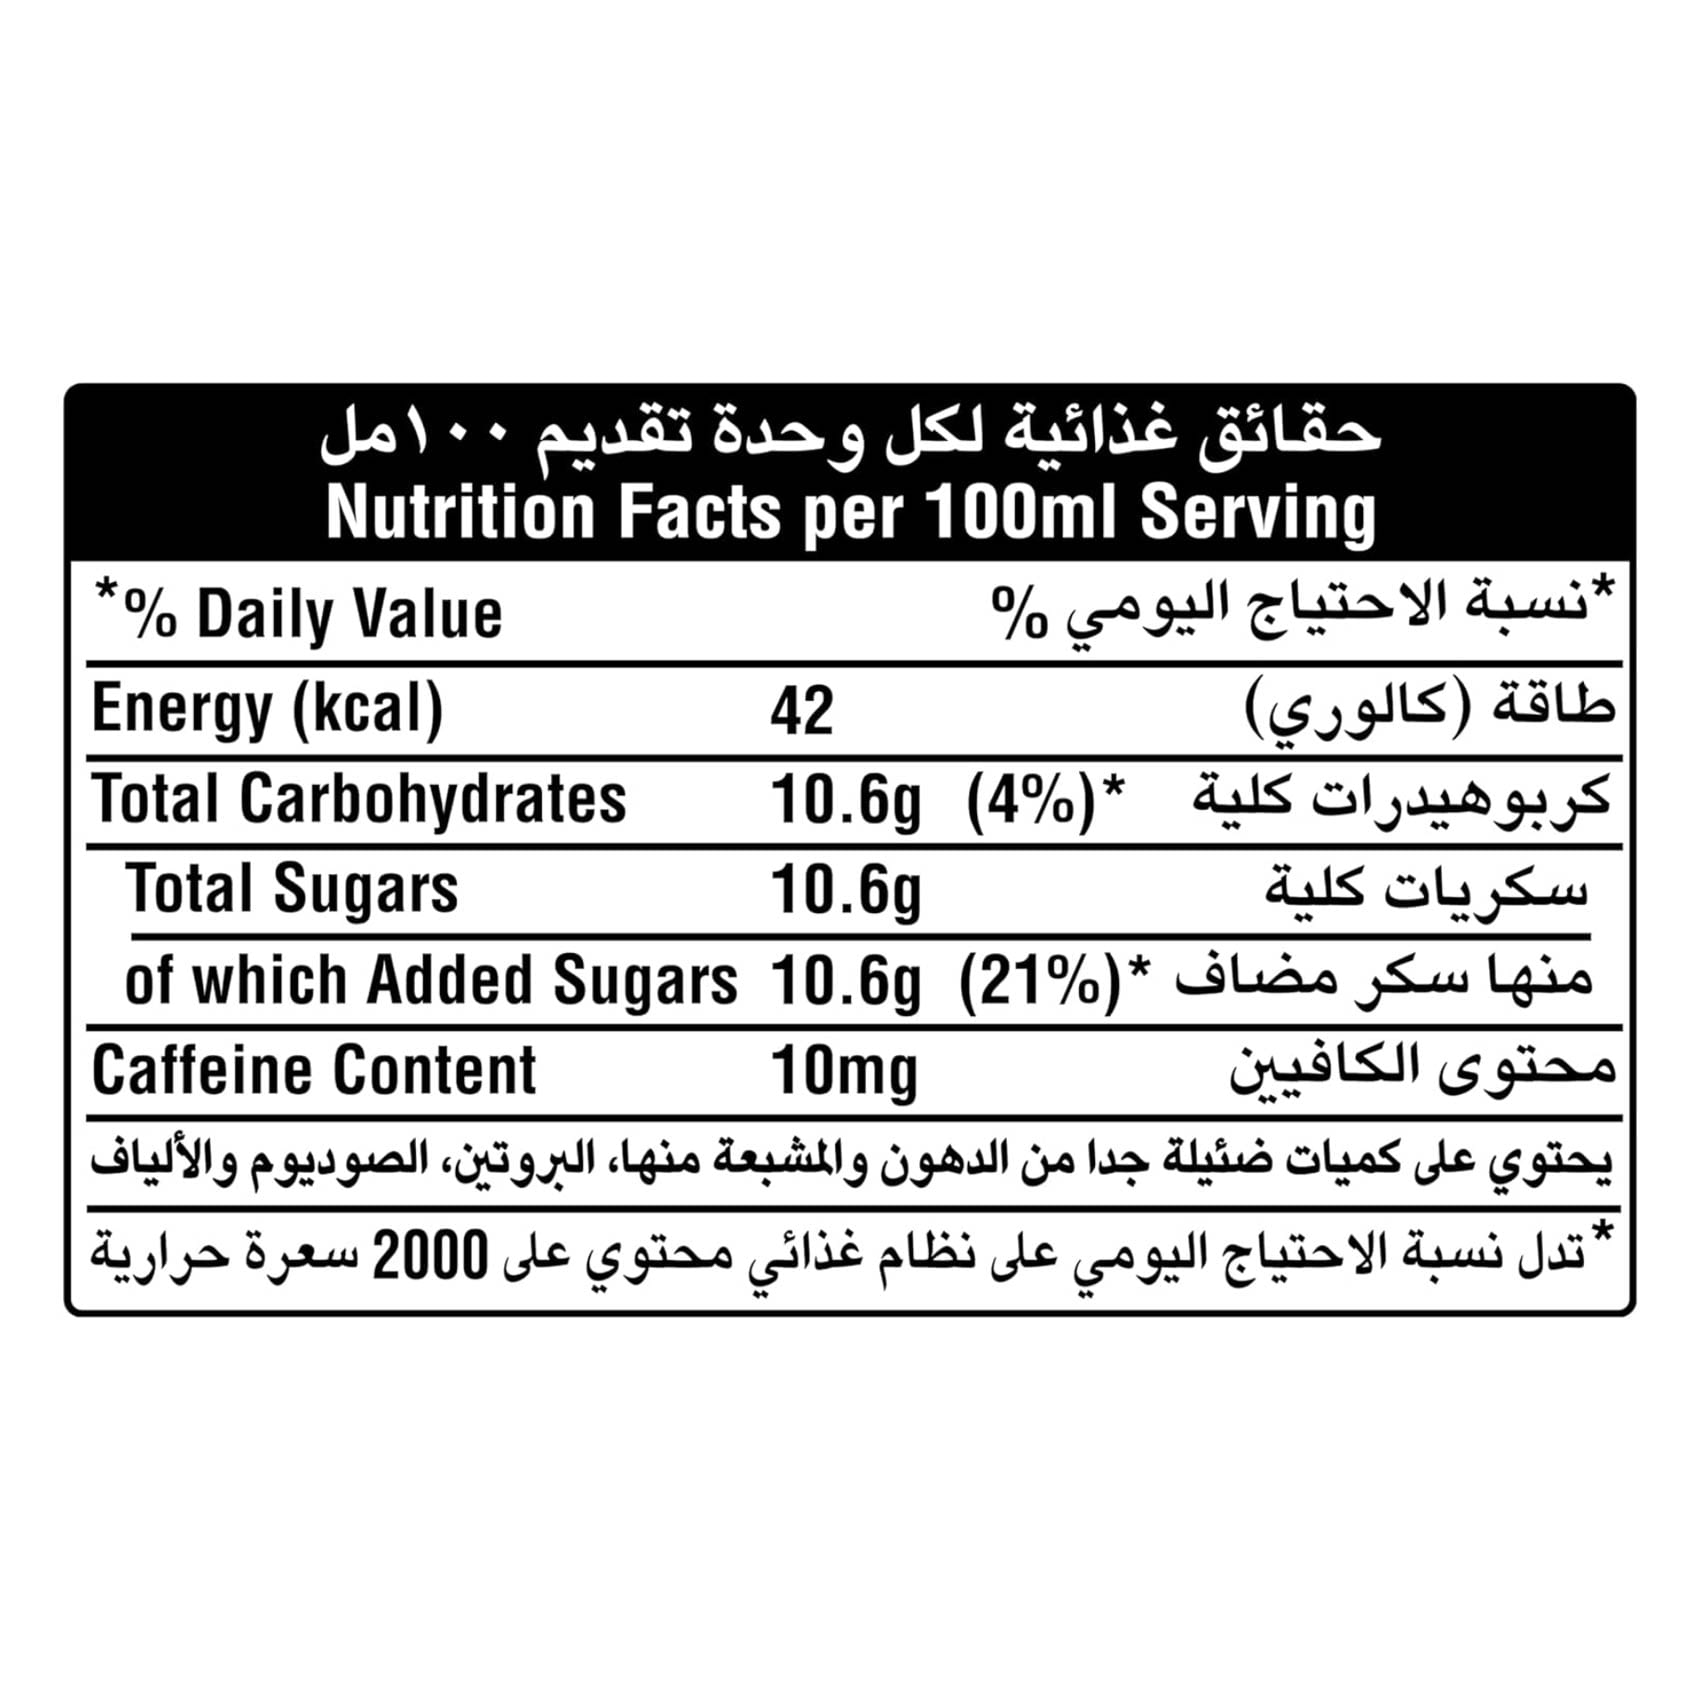 حقائق غذائية لكل وحدة تقديم ١٠٠مل
Nutrition Facts per 100ml Serving
*% Daily Value *نسبة الاحتياج اليومي %
Energy (kcal) 42 طاقة (كالوري)
Total Carbohydrates 10.6g (4%)* كربوهيدرات كلية
Total Sugars 10.6g سكريات كلية
of which Added Sugars 10.6g (21%)* منها سكر مضاف
Caffeine Content 10mg محتوى الكافيين
يحتوي على كميات ضئيلة جدا من الدهون والمشبعة منها، البروتين، الصوديوم والألياف
*تدل نسبة الاحتياج اليومي على نظام غذائي محتوي على 2000 سعرة حرارية